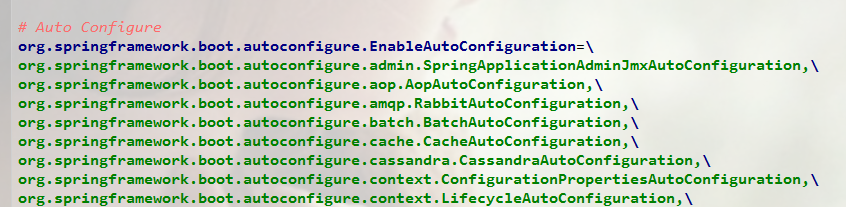 # Auto Configure
org.springframework.boot.autoconfigure.EnableAutoConfiguration=\
org.springframework.boot.autoconfigure.admin.SpringApplicationAdminJmxAutoConfiguration,\
org.springframework.boot.autoconfigure.aop.AopAutoConfiguration,\
org.springframework.boot.autoconfigure.amqp.RabbitAutoConfiguration,\
org.springframework.boot.autoconfigure.batch.BatchAutoConfiguration,\
org.springframework.boot.autoconfigure.cache.CacheAutoConfiguration,\
org.springframework.boot.autoconfigure.cassandra.CassandraAutoConfiguration,\
org.springframework.boot.autoconfigure.context.ConfigurationPropertiesAutoConfiguration,\
org.springframework.boot.autoconfigure.context.LifecycleAutoConfiguration,\